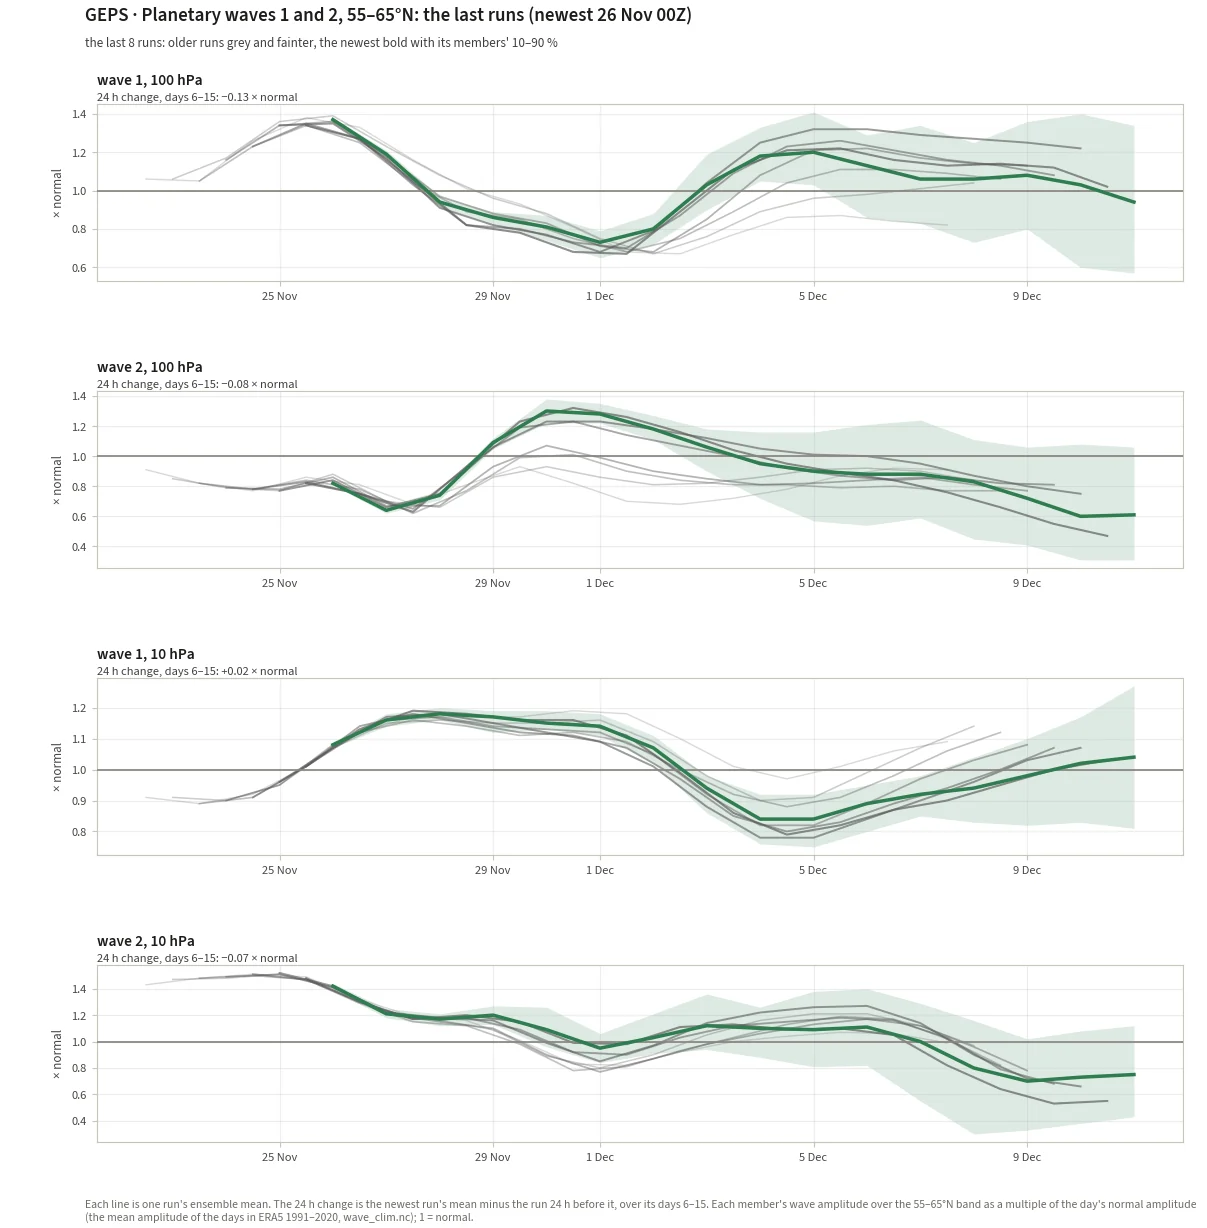 GEPS · Planetary waves 1 and 2, 55–65°N: the last runs (newest 26 Nov 00Z)
the last 8 runs: older runs grey and fainter, the newest bold with its members' 10–90 %
wave 1, 100 hPa
24 h change, days 6–15: −0.13 × normal
1.4
1.2
1.0
0.8
0.6
× normal
25 Nov
29 Nov
1 Dec
5 Dec
9 Dec
wave 2, 100 hPa
24 h change, days 6–15: −0.08 × normal
1.4
1.2
1.0
0.8
0.6
0.4
× normal
25 Nov
29 Nov
1 Dec
5 Dec
9 Dec
wave 1, 10 hPa
24 h change, days 6–15: +0.02 × normal
1.2
1.1
1.0
0.9
0.8
× normal
25 Nov
29 Nov
1 Dec
5 Dec
9 Dec
wave 2, 10 hPa
24 h change, days 6–15: −0.07 × normal
1.4
1.2
1.0
0.8
0.6
0.4
× normal
25 Nov
29 Nov
1 Dec
5 Dec
9 Dec
Each line is one run's ensemble mean. The 24 h change is the newest run's mean minus the run 24 h before it, over its days 6–15. Each member's wave amplitude over the 55–65°N band as a multiple of the day's normal amplitude
(the mean amplitude of the days in ERA5 1991–2020, wave_clim.nc); 1 = normal.